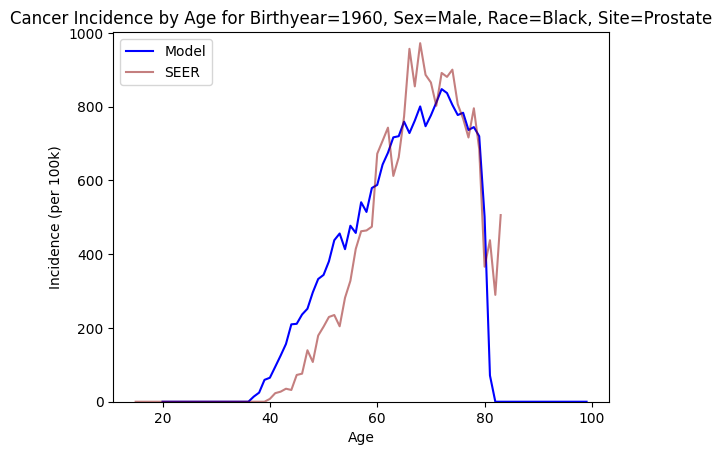 Cancer Incidence by Age for Birthyear=1960, Sex=Male, Race=Black, Site=Prostate
Model
SEER
Incidence (per 100k)
1000
800
600
400
200
0
20
40
60
80
100
Age